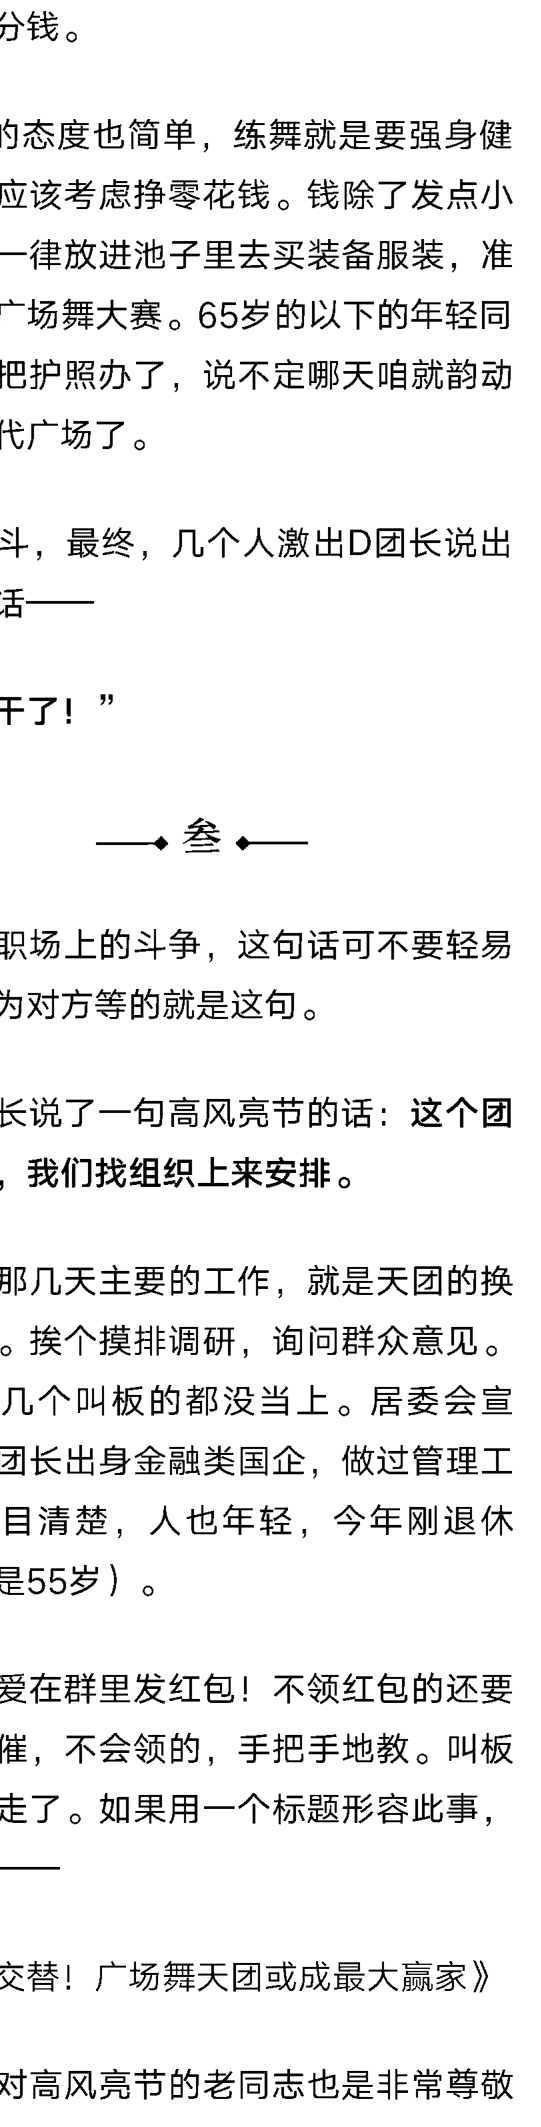 分钱。
的态度也简单，练舞就是要强身健
应该考虑挣零花钱。钱除了发点小
一律放进池子里去买装备服装，准
广场舞大赛。65岁的以下的年轻同
把护照办了，说不定哪天咱就韵动
代广场了。
斗，最终，几个人激出D团长说出
话——
干了！”
叁
职场上的斗争，这句话可不要轻易
为对方等的就是这句。
长说了一句高风亮节的话：这个团
，我们找组织上来安排。
那几天主要的工作，就是天团的换
。挨个摸排调研，询问群众意见。
几个叫板的都没当上。居委会宣
团长出身金融类国企，做过管理工
目清楚，人也年轻，今年刚退休
是55岁）。
爱在群里发红包！不领红包的还要
催，不会领的，手把手地教。叫板
走了。如果用一个标题形容此事，
——
交替！广场舞天团或成最大赢家》
对高风亮节的老同志也是非常尊敬